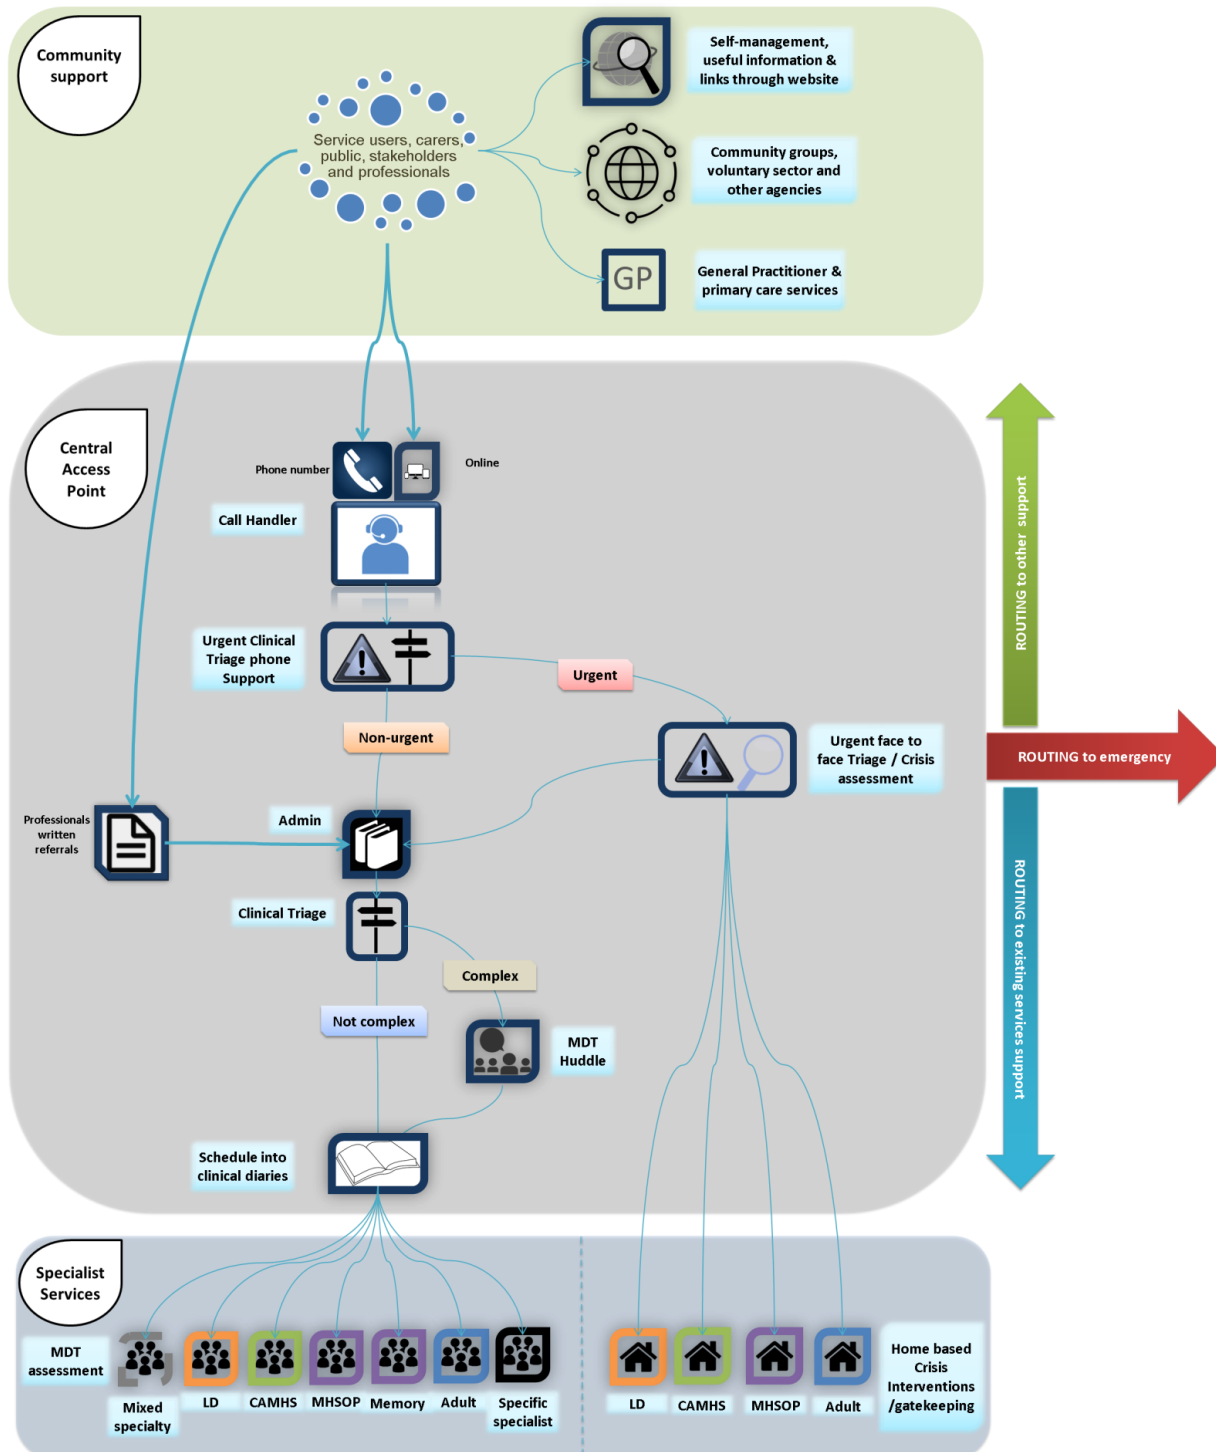 Community
support
Self-management,
useful information &
links through website
Service users, carers,
public, stakeholders
and professionals
Community groups,
voluntary sector and
other agencies
GP
General Practitioner &
primary care services
Central
Access
Point
Phone number
Online
Call Handler
Urgent Clinical
Triage phone
Support
Urgent
Non-urgent
Urgent face to
face Triage / Crisis
assessment
Professionals
written
referrals
Admin
Clinical Triage
Complex
Not complex
MDT
Huddle
Schedule into
clinical diaries
ROUTING to other support
ROUTING to emergency
ROUTING to existing services support
Specialist
Services
MDT
assessment
Mixed
specialty
LD
CAMHS
MHSOP
Memory
Adult
Specific
specialist
LD
CAMHS
MHSOP
Adult
Home based
Crisis
Interventions
/gatekeeping